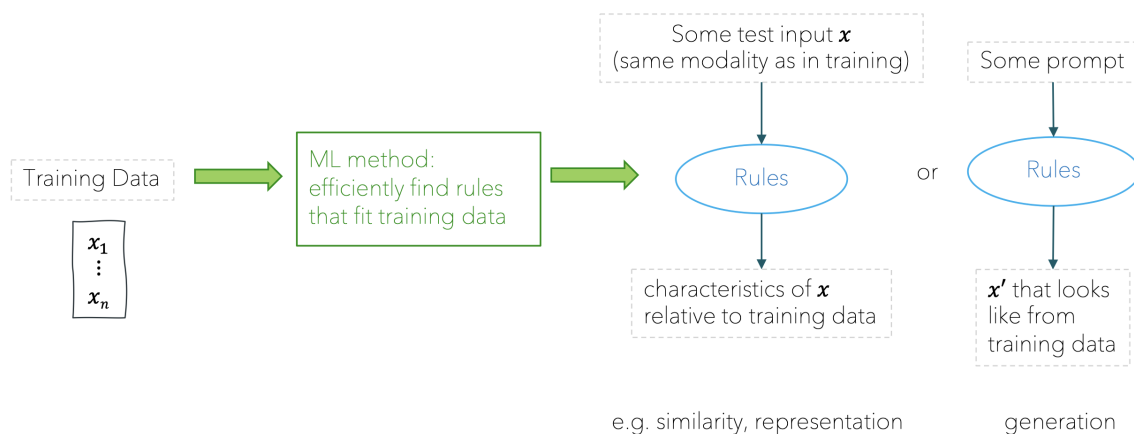 Training Data
x₁
⋮
xₙ
ML method:
efficiently find rules
that fit training data
Some test input x
(same modality as in training)
Rules
characteristics of x
relative to training data
e.g. similarity, representation
or
Some prompt
Rules
x' that looks
like from
training data
generation